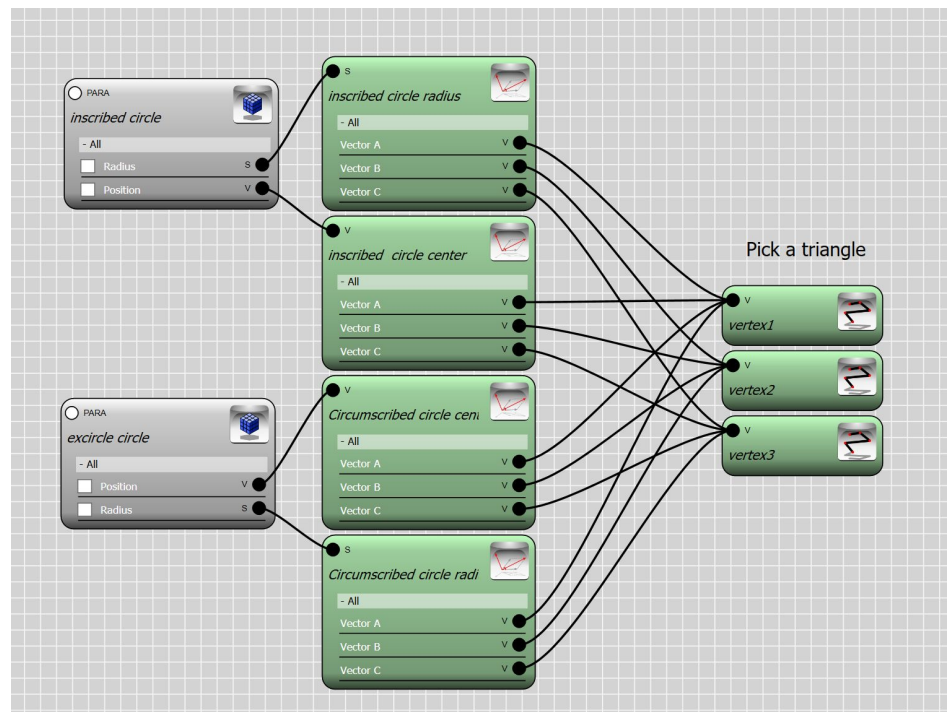 PARA
inscribed circle
- All
Radius S
Position V
S
inscribed circle radius
- All
Vector A V
Vector B V
Vector C V
V
inscribed  circle center
- All
Vector A V
Vector B V
Vector C V
PARA
excircle circle
- All
Position V
Radius S
V
Circumscribed circle cent
- All
Vector A V
Vector B V
Vector C V
S
Circumscribed circle radi
- All
Vector A V
Vector B V
Vector C V
Pick a triangle
V
vertex1
V
vertex2
V
vertex3